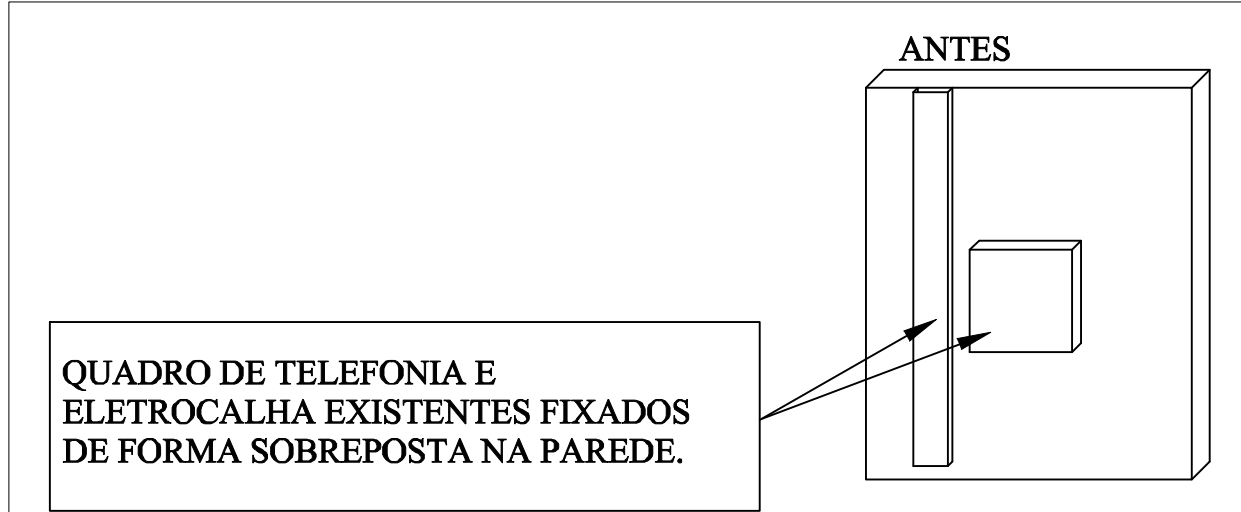 ANTES
QUADRO DE TELEFONIA E
ELETROCALHA EXISTENTES FIXADOS
DE FORMA SOBREPOSTA NA PAREDE.